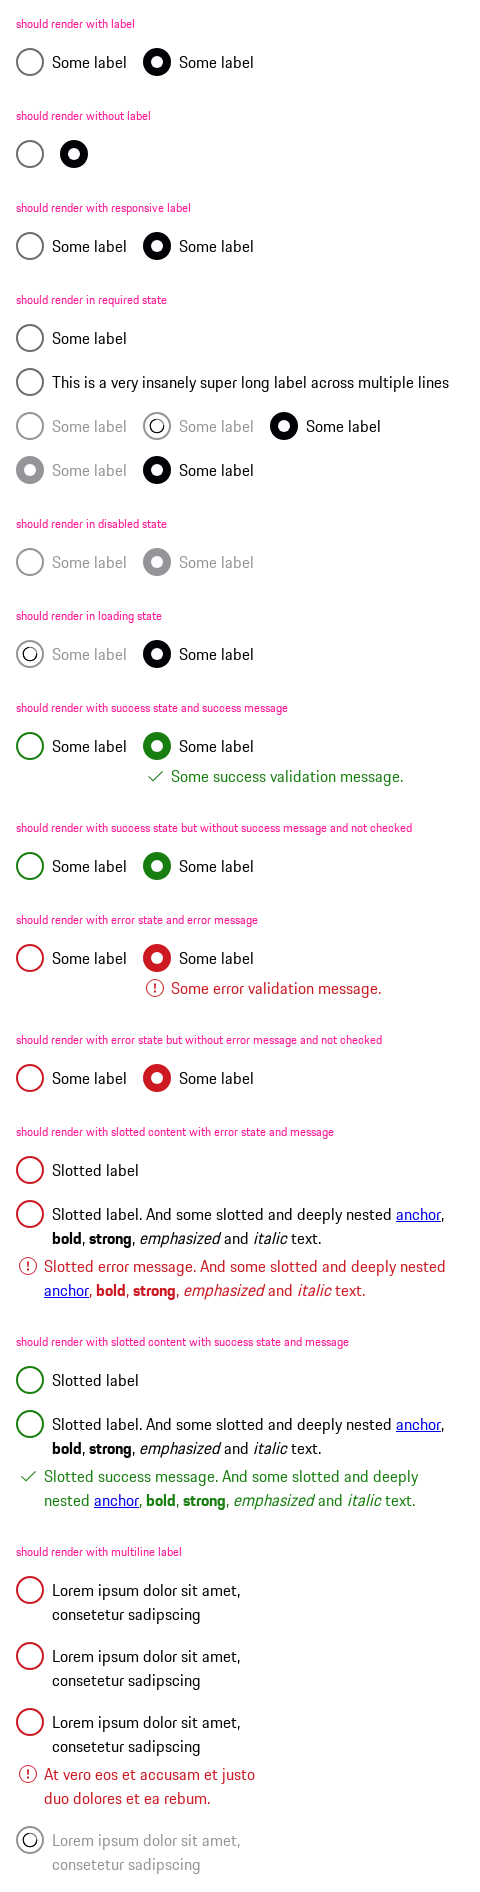 should render with label
Some label Some label
should render without label
should render with responsive label
Some label Some label
should render in required state
Some label
This is a very insanely super long label across multiple lines
Some label Some label Some label
Some label Some label
should render in disabled state
Some label Some label
should render in loading state
Some label Some label
should render with success state and success message
Some label Some label
Some success validation message.
should render with success state but without success message and not checked
Some label Some label
should render with error state and error message
Some label Some label
Some error validation message.
should render with error state but without error message and not checked
Some label Some label
should render with slotted content with error state and message
Slotted label
Slotted label. And some slotted and deeply nested anchor,
bold, strong, emphasized and italic text.
Slotted error message. And some slotted and deeply nested
anchor, bold, strong, emphasized and italic text.
should render with slotted content with success state and message
Slotted label
Slotted label. And some slotted and deeply nested anchor,
bold, strong, emphasized and italic text.
Slotted success message. And some slotted and deeply
nested anchor, bold, strong, emphasized and italic text.
should render with multiline label
Lorem ipsum dolor sit amet,
consetetur sadipscing
Lorem ipsum dolor sit amet,
consetetur sadipscing
Lorem ipsum dolor sit amet,
consetetur sadipscing
At vero eos et accusam et justo
duo dolores et ea rebum.
Lorem ipsum dolor sit amet,
consetetur sadipscing